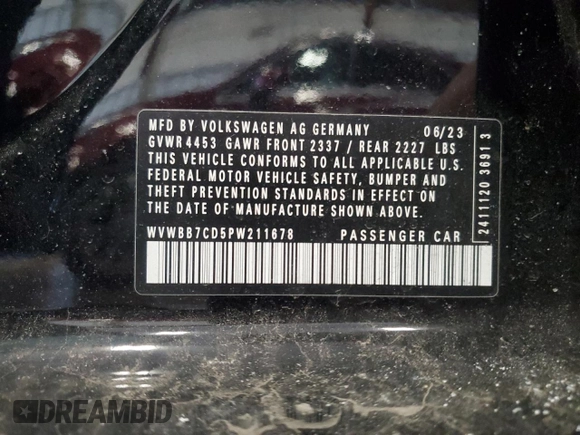 MFD BY VOLKSWAGEN AG GERMANY 06/23
GVWR 4453 GAWR FRONT 2337 / REAR 2227 LBS
THIS VEHICLE CONFORMS TO ALL APPLICABLE U.S.
FEDERAL MOTOR VEHICLE SAFETY, BUMPER AND
THEFT PREVENTION STANDARDS IN EFFECT ON
THE DATE OF MANUFACTURE SHOWN ABOVE.
WVWBB7CD5PW211678 PASSENGER CAR
2411120 3691 3
DREAMBID